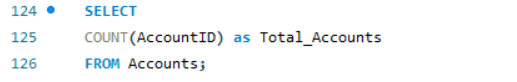 124 SELECT
125 COUNT(AccountID) as Total_Accounts
126 FROM Accounts;